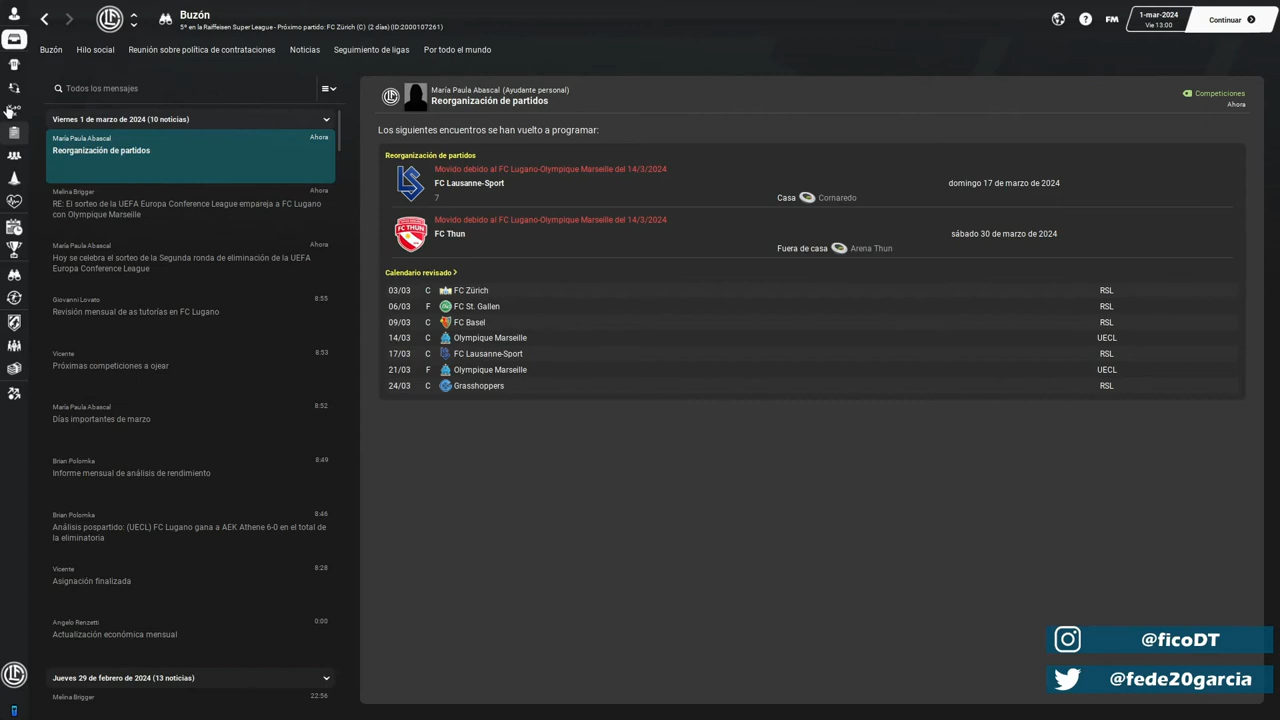 Buzón
5º en la Raiffeisen Super League - Próximo partido: FC Zürich (C) (2 días) (ID:2000107261)
FM
1-mar-2024
Vie 13:00
Continuar
Buzón
Hilo social
Reunión sobre política de contrataciones
Noticias
Seguimiento de ligas
Por todo el mundo
Todos los mensajes
Viernes 1 de marzo de 2024 (10 noticias)
María Paula Abascal
Ahora
Reorganización de partidos
Melina Brigger
Ahora
RE: El sorteo de la UEFA Europa Conference League empareja a FC Lugano
con Olympique Marseille
María Paula Abascal
Ahora
Hoy se celebra el sorteo de la Segunda ronda de eliminación de la UEFA
Europa Conference League
Giovanni Lovato
8:55
Revisión mensual de as tutorías en FC Lugano
Vicente
8:53
Próximas competiciones a ojear
María Paula Abascal
8:52
Días importantes de marzo
Brian Polomka
8:49
Informe mensual de análisis de rendimiento
Brian Polomka
8:46
Análisis pospartido: (UECL) FC Lugano gana a AEK Athene 6-0 en el total de
la eliminatoria
Vicente
8:28
Asignación finalizada
Angelo Renzetti
0:00
Actualización económica mensual
Jueves 29 de febrero de 2024 (13 noticias)
Melina Brigger
22:56
María Paula Abascal (Ayudante personal)
Reorganización de partidos
Competiciones
Ahora
Los siguientes encuentros se han vuelto a programar:
Reorganización de partidos
Movido debido al FC Lugano-Olympique Marseille del 14/3/2024
FC Lausanne-Sport
domingo 17 de marzo de 2024
7
Casa
Cornaredo
Movido debido al FC Lugano-Olympique Marseille del 14/3/2024
FC Thun
sábado 30 de marzo de 2024
Fuera de casa
Arena Thun
Calendario revisado
03/03 C FC Zürich RSL
06/03 F FC St. Gallen RSL
09/03 C FC Basel RSL
14/03 C Olympique Marseille UECL
17/03 C FC Lausanne-Sport RSL
21/03 F Olympique Marseille UECL
24/03 C Grasshoppers RSL
@ficoDT
@fede20garcia